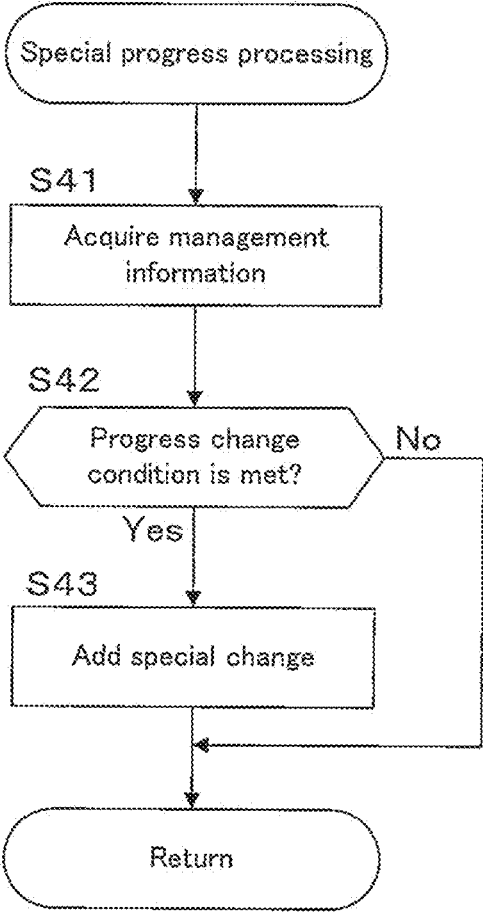 Special progress processing
S41
Acquire management
information
S42
Progress change
condition is met?
No
Yes
S43
Add special change
Return